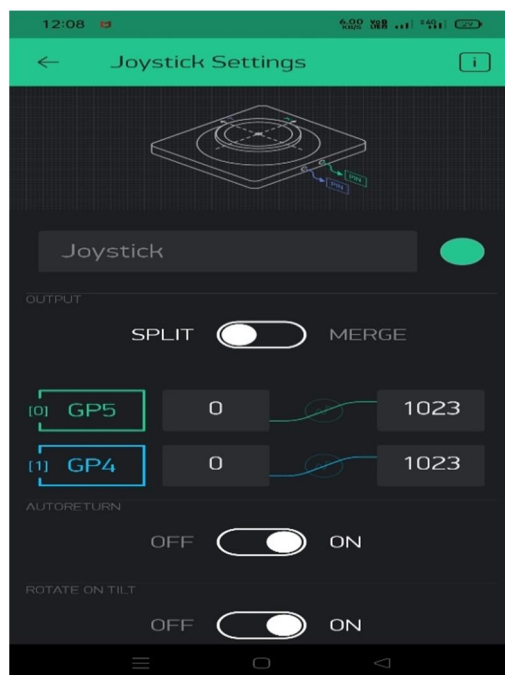 12:08
Joystick Settings
PIN
PIN
Joystick
OUTPUT
SPLIT MERGE
[0] GP5 0 1023
[1] GP4 0 1023
AUTORETURN
OFF ON
ROTATE ON TILT
OFF ON